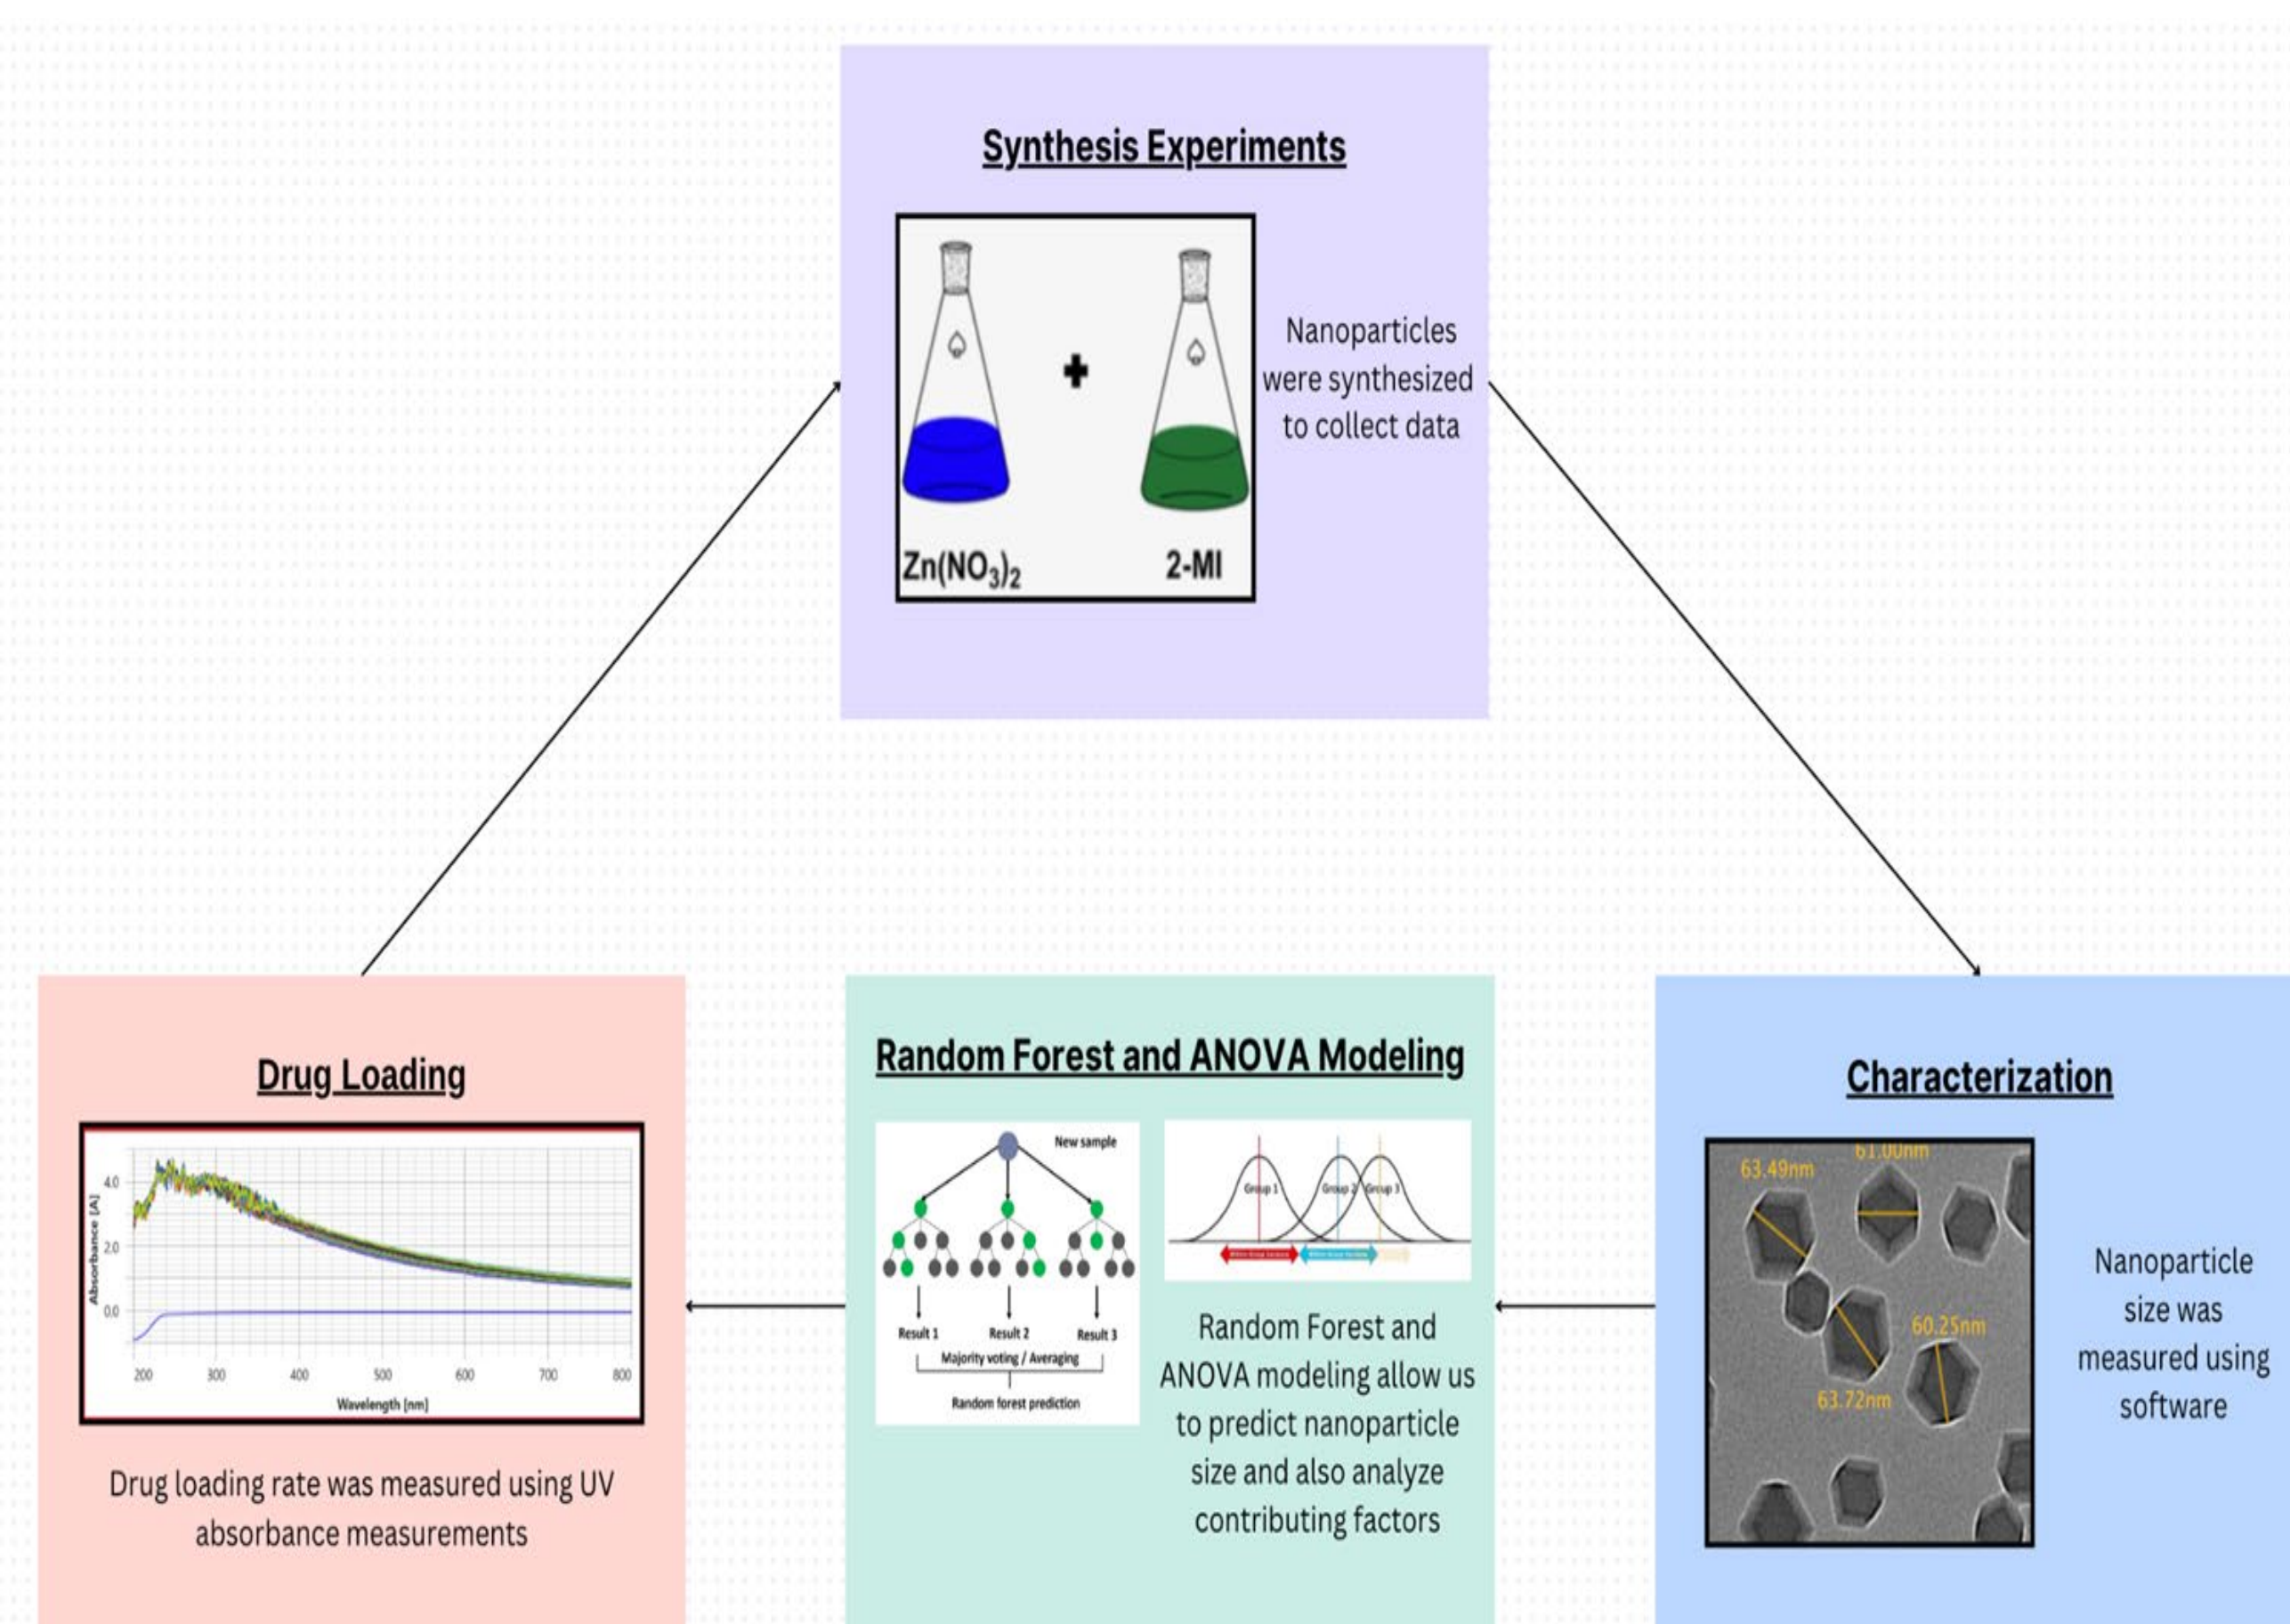 Synthesis Experiments
Nanoparticles
were synthesized
to collect data
Zn(NO₃)₂
2-MI
Drug Loading
Absorbance [A]
4.0
2.0
0.0
200 300 400 500 600 700 800
Wavelength [nm]
Drug loading rate was measured using UV
absorbance measurements
Random Forest and ANOVA Modeling
New sample
Result 1 Result 2 Result 3
Majority voting / Averaging
Random forest prediction
Group 1 Group 2 Group 3
Random Forest and
ANOVA modeling allow us
to predict nanoparticle
size and also analyze
contributing factors
Characterization
63.49nm
61.00nm
60.25nm
63.72nm
Nanoparticle
size was
measured using
software